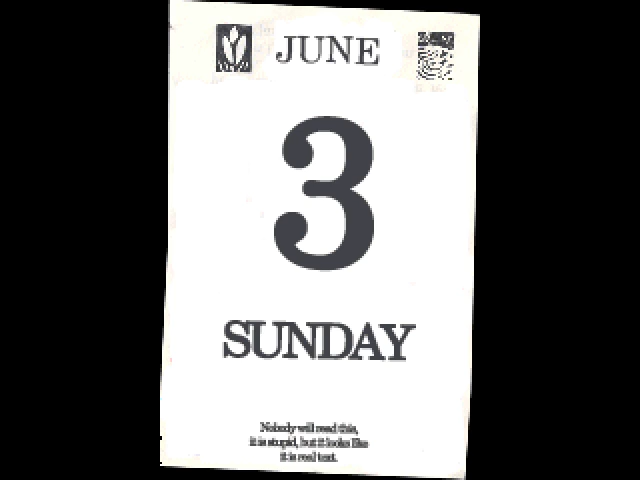 JUNE
3
SUNDAY
Nobody will read this,
it is stupid, but it looks like
it is real text.